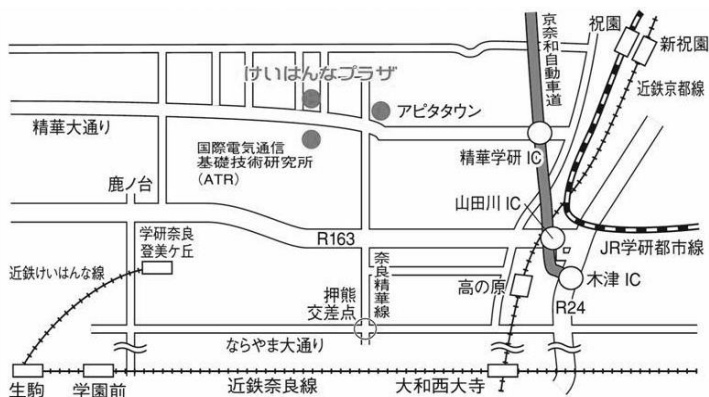 祝園
新祝園
京奈和自動車道
近鉄京都線
けいはんなプラザ
アピタタウン
精華大通り
国際電気通信
基礎技術研究所
(ATR)
精華学研 IC
鹿ノ台
山田川 IC
学研奈良
登美ケ丘
R163
JR学研都市線
近鉄けいはんな線
奈良精華線
高の原
木津 IC
押熊
交差点
R24
ならやま大通り
生駒
学園前
近鉄奈良線
大和西大寺